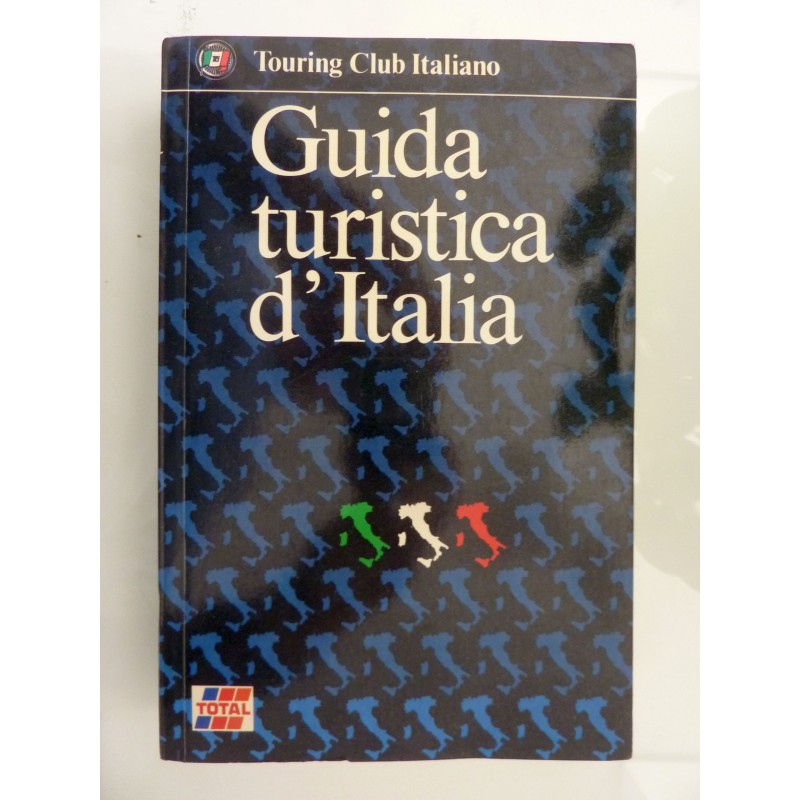 Touring Club Italiano
Guida
turistica
d'Italia
TOTAL